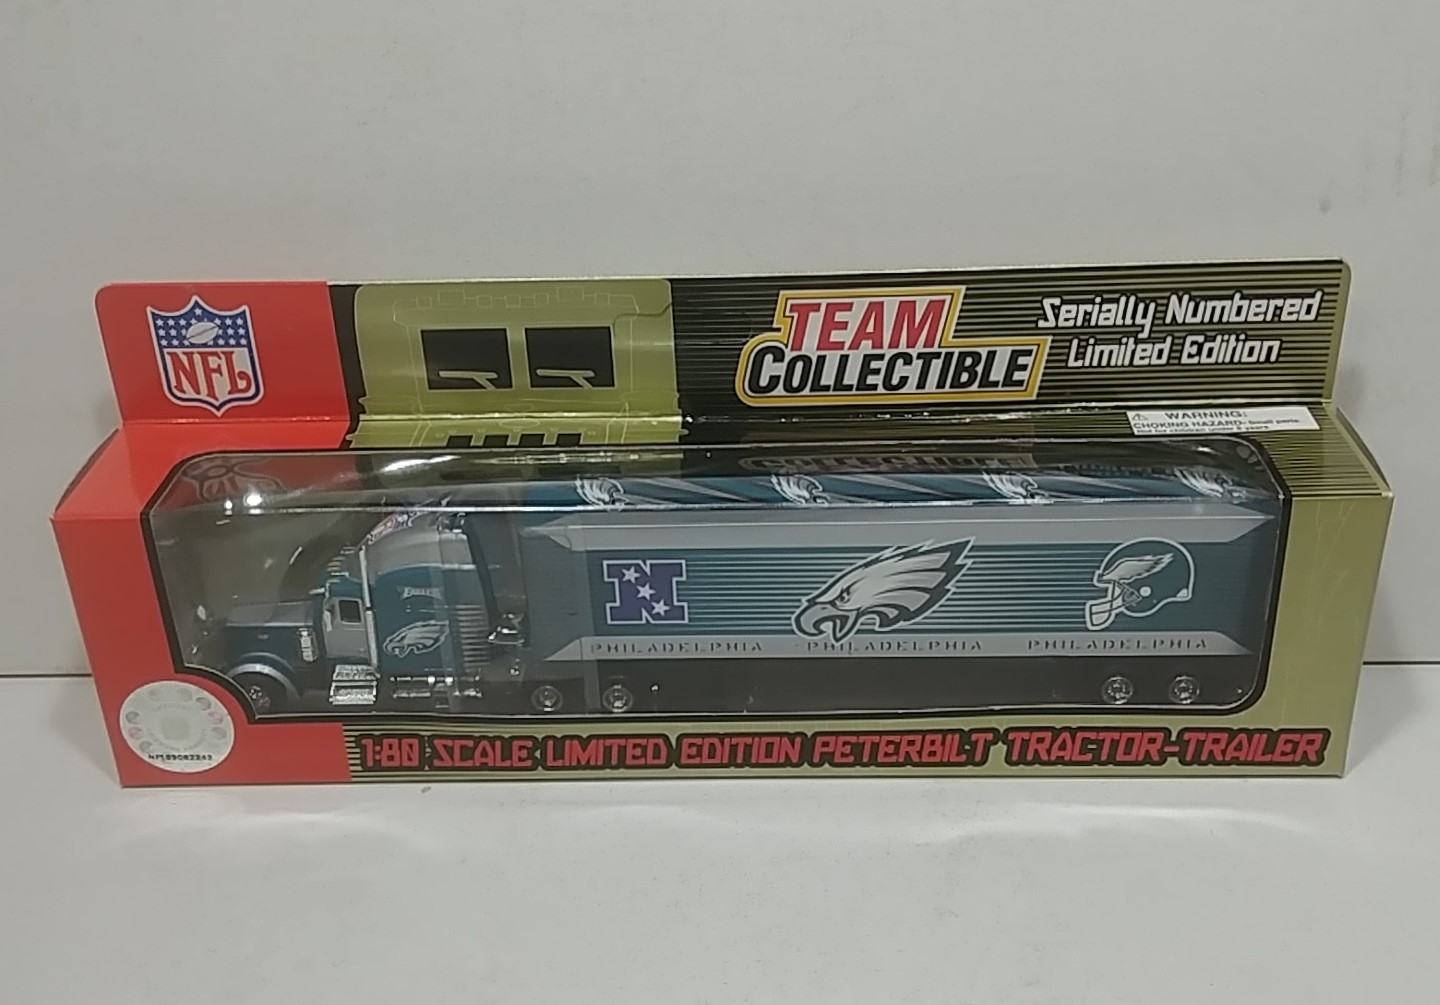 NFL
TEAM
COLLECTIBLE
Serially Numbered
Limited Edition
WARNING:
CHOKING HAZARD- Small parts.
Not for children under 3 years
N
PHILADELPHIA PHILADELPHIA PHILADELPHIA
1:80 SCALE LIMITED EDITION PETERBILT TRACTOR-TRAILER